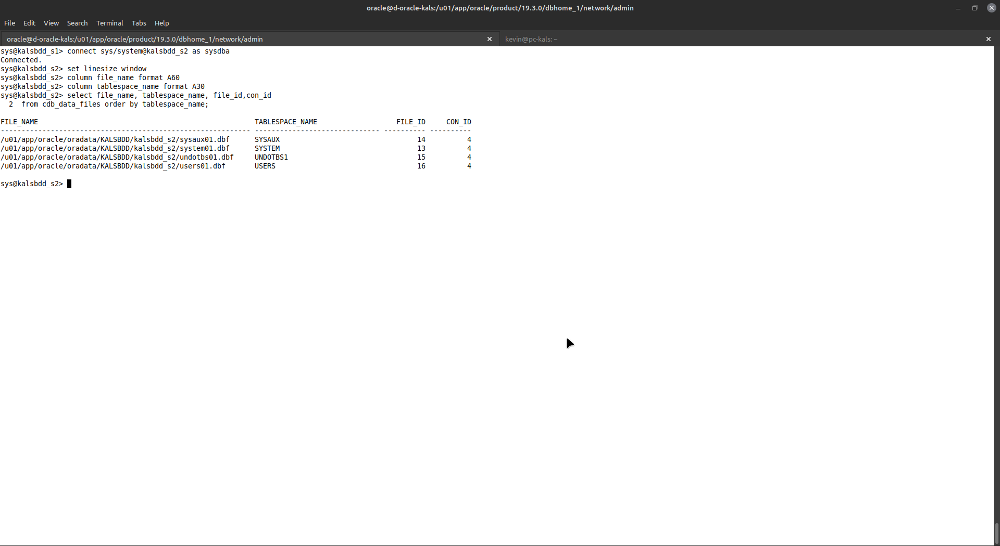 oracle@d-oracle-kals:/u01/app/oracle/product/19.3.0/dbhome_1/network/admin
File Edit View Search Terminal Tabs Help
oracle@d-oracle-kals:/u01/app/oracle/product/19.3.0/dbhome_1/network/admin kevin@pc-kals: ~
sys@kalsbdd_s1> connect sys/system@kalsbdd_s2 as sysdba
Connected.
sys@kalsbdd_s2> set linesize window
sys@kalsbdd_s2> column file_name format A60
sys@kalsbdd_s2> column tablespace_name format A30
sys@kalsbdd_s2> select file_name, tablespace_name, file_id,con_id
  2  from cdb_data_files order by tablespace_name;
FILE_NAME                                                    TABLESPACE_NAME                   FILE_ID     CON_ID
------------------------------------------------------------ ------------------------------ ---------- ----------
/u01/app/oracle/oradata/KALSBDD/kalsbdd_s2/sysaux01.dbf      SYSAUX                                 14          4
/u01/app/oracle/oradata/KALSBDD/kalsbdd_s2/system01.dbf      SYSTEM                                 13          4
/u01/app/oracle/oradata/KALSBDD/kalsbdd_s2/undotbs01.dbf     UNDOTBS1                               15          4
/u01/app/oracle/oradata/KALSBDD/kalsbdd_s2/users01.dbf       USERS                                  16          4
sys@kalsbdd_s2>